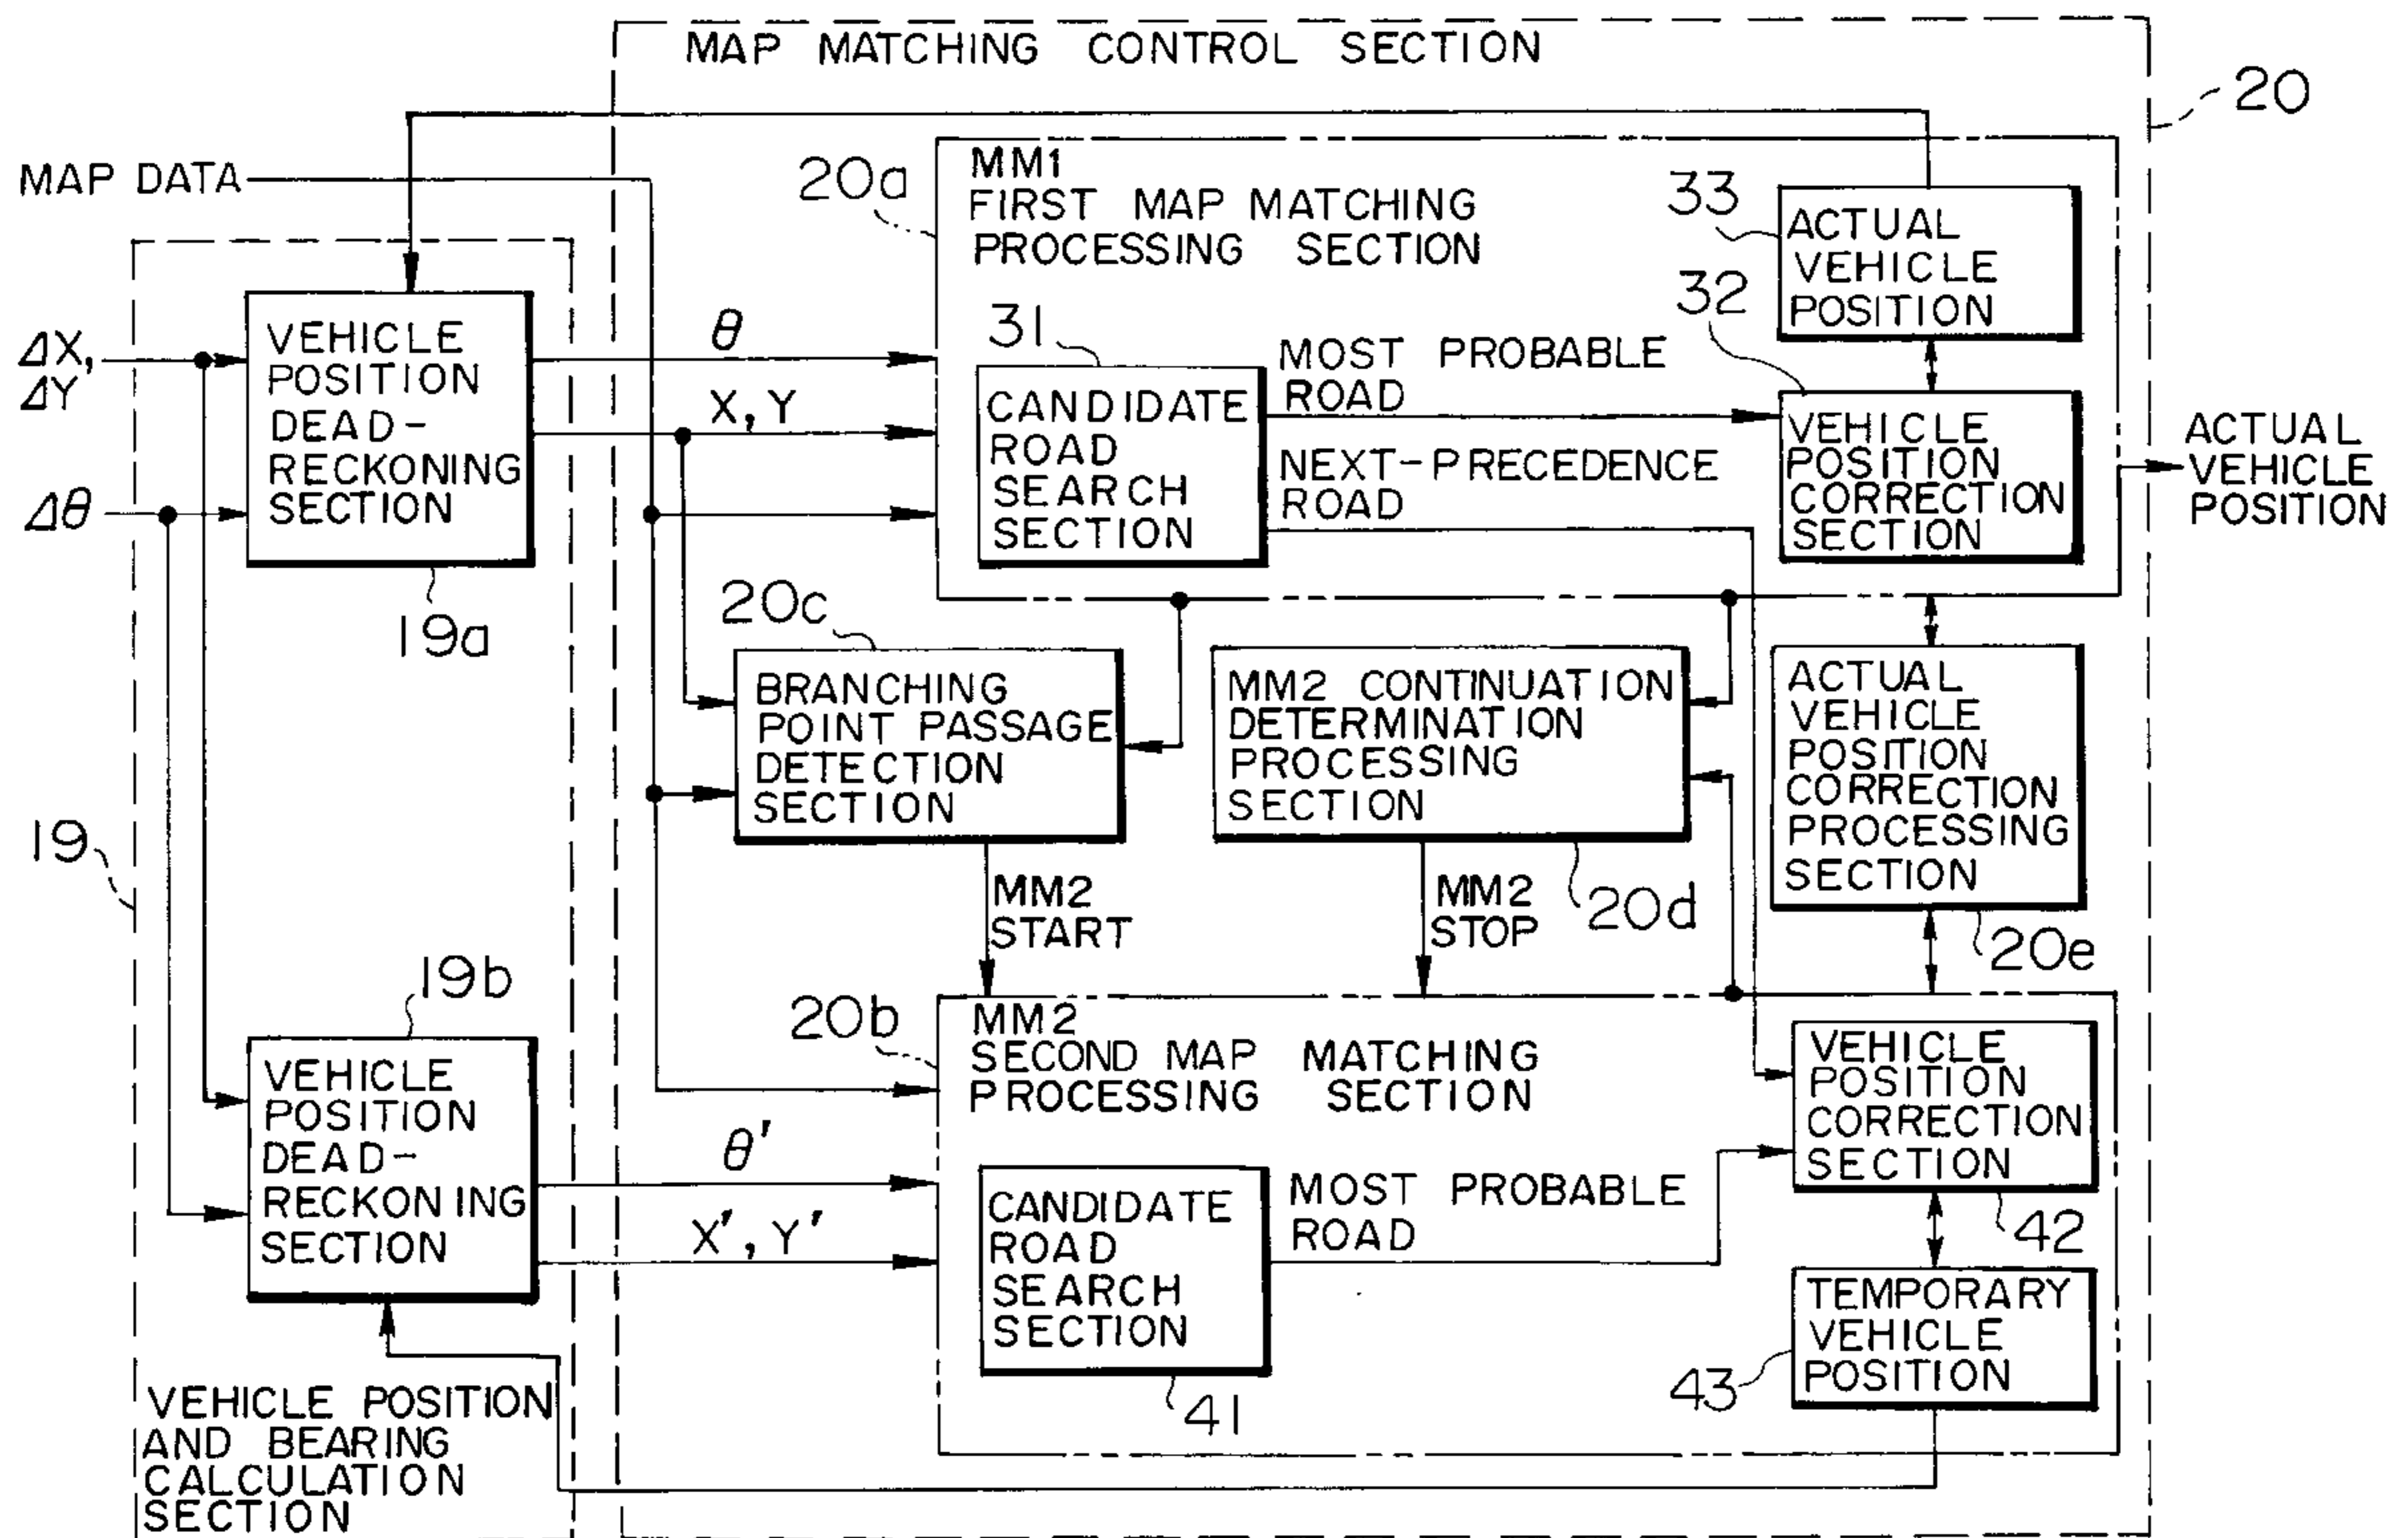 MAP MATCHING CONTROL SECTION
20
MAP DATA
20a
MM1
FIRST MAP MATCHING
PROCESSING SECTION
33
ACTUAL
VEHICLE
POSITION
ΔX,
ΔY
Δθ
VEHICLE
POSITION
DEAD-
RECKONING
SECTION
19a
θ
X, Y
31
CANDIDATE
ROAD
SEARCH
SECTION
MOST PROBABLE
ROAD
NEXT-PRECEDENCE
ROAD
32
VEHICLE
POSITION
CORRECTION
SECTION
ACTUAL
VEHICLE
POSITION
20c
BRANCHING
POINT PASSAGE
DETECTION
SECTION
MM2 CONTINUATION
DETERMINATION
PROCESSING
SECTION
20d
ACTUAL
VEHICLE
POSITION
CORRECTION
PROCESSING
SECTION
20e
19
MM2
START
MM2
STOP
19b
VEHICLE
POSITION
DEAD-
RECKONING
SECTION
θ'
X', Y'
20b
MM2
SECOND MAP MATCHING
PROCESSING SECTION
CANDIDATE
ROAD
SEARCH
SECTION
41
MOST PROBABLE
ROAD
VEHICLE
POSITION
CORRECTION
SECTION
42
TEMPORARY
VEHICLE
POSITION
43
VEHICLE POSITION
AND BEARING
CALCULATION
SECTION